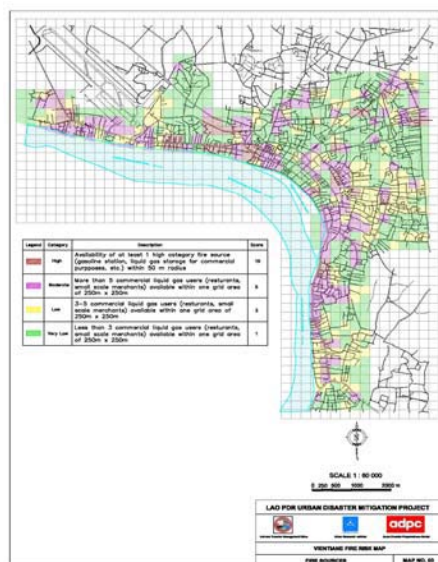 Legend Category Description Score
High Availability of at least 1 high category fire source
(gasoline station, liquid gas storage for commercial
purpposes, etc.) within 50 m radius 10
Moderate More than 5 commercial liquid gas users (resturants,
small scale merchants) available within one grid area
of 250m x 250m 5
Low 3-5 commercial liquid gas users (resturants, small
scale merchants) available within one grid area of
250m x 250m 3
Very Low Less than 3 commercial liquid gas users (resturants,
small scale merchants) available within one grid area
of 250m x 250m 1
SCALE 1 : 60 000
0 250 500 1000 2000 m
LAO PDR URBAN DISASTER MITIGATION PROJECT
adpc
VIENTIANE FIRE RISK MAP
FIRE SOURCES MAP NO. 03